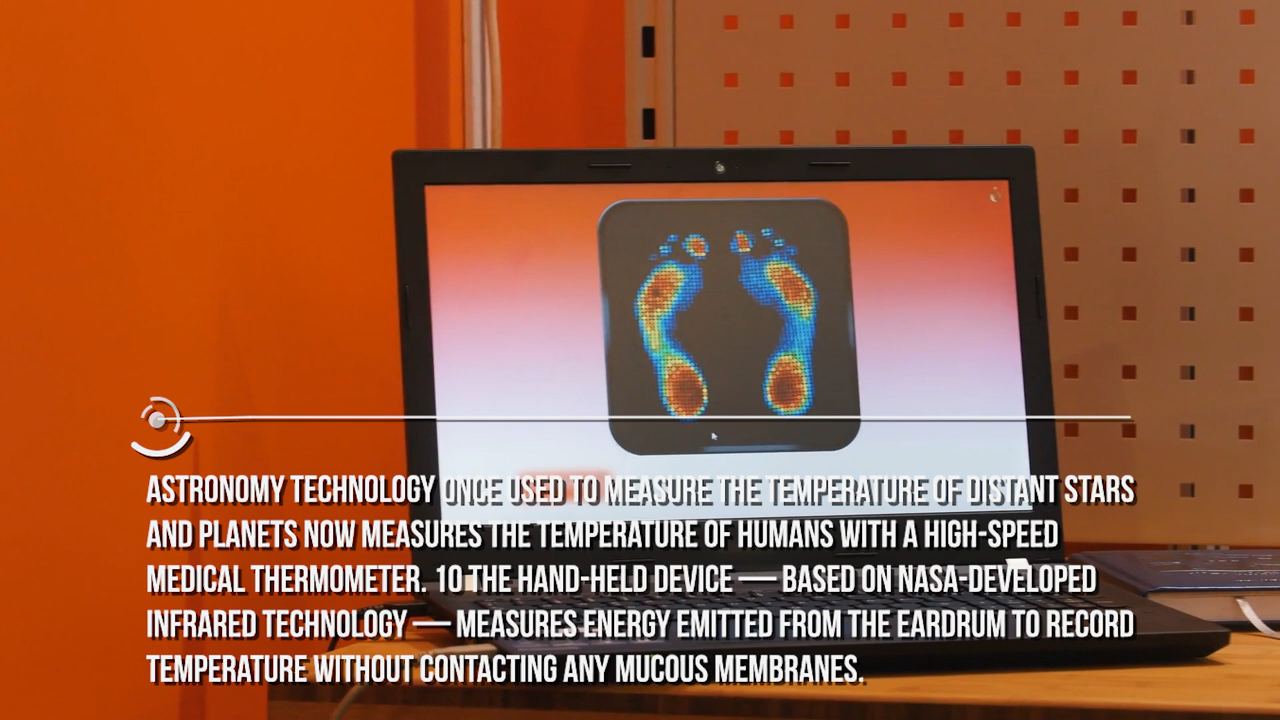 ASTRONOMY TECHNOLOGY ONCE USED TO MEASURE THE TEMPERATURE OF DISTANT STARS
AND PLANETS NOW MEASURES THE TEMPERATURE OF HUMANS WITH A HIGH-SPEED
MEDICAL THERMOMETER. 10 THE HAND-HELD DEVICE — BASED ON NASA-DEVELOPED
INFRARED TECHNOLOGY — MEASURES ENERGY EMITTED FROM THE EARDRUM TO RECORD
TEMPERATURE WITHOUT CONTACTING ANY MUCOUS MEMBRANES.